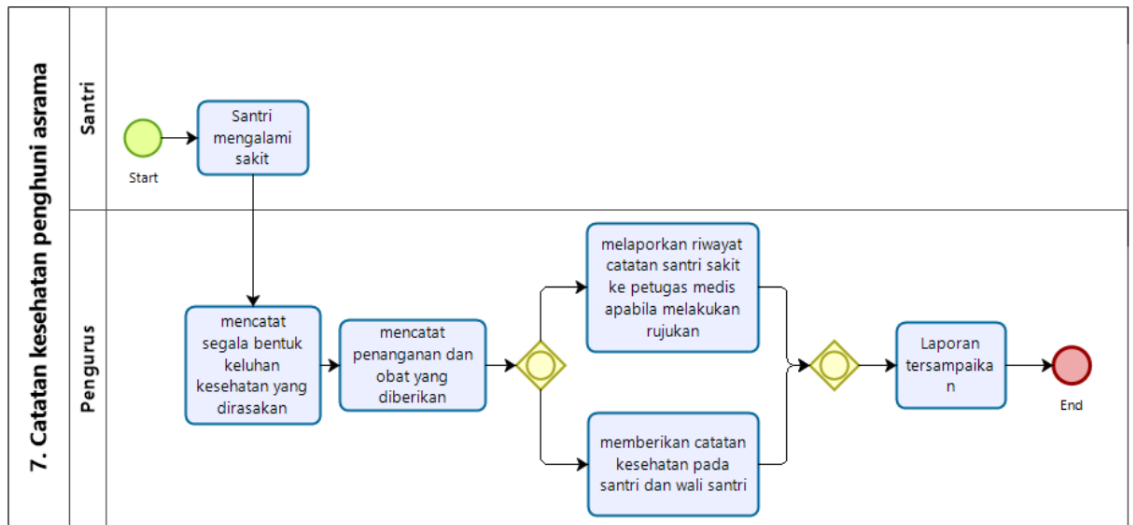 7. Catatan kesehatan penghuni asrama
Santri
Start
Santri
mengalami
sakit
Pengurus
mencatat
segala bentuk
keluhan
kesehatan yang
dirasakan
mencatat
penanganan dan
obat yang
diberikan
melaporkan riwayat
catatan santri sakit
ke petugas medis
apabila melakukan
rujukan
memberikan catatan
kesehatan pada
santri dan wali santri
Laporan
tersampaika
n
End